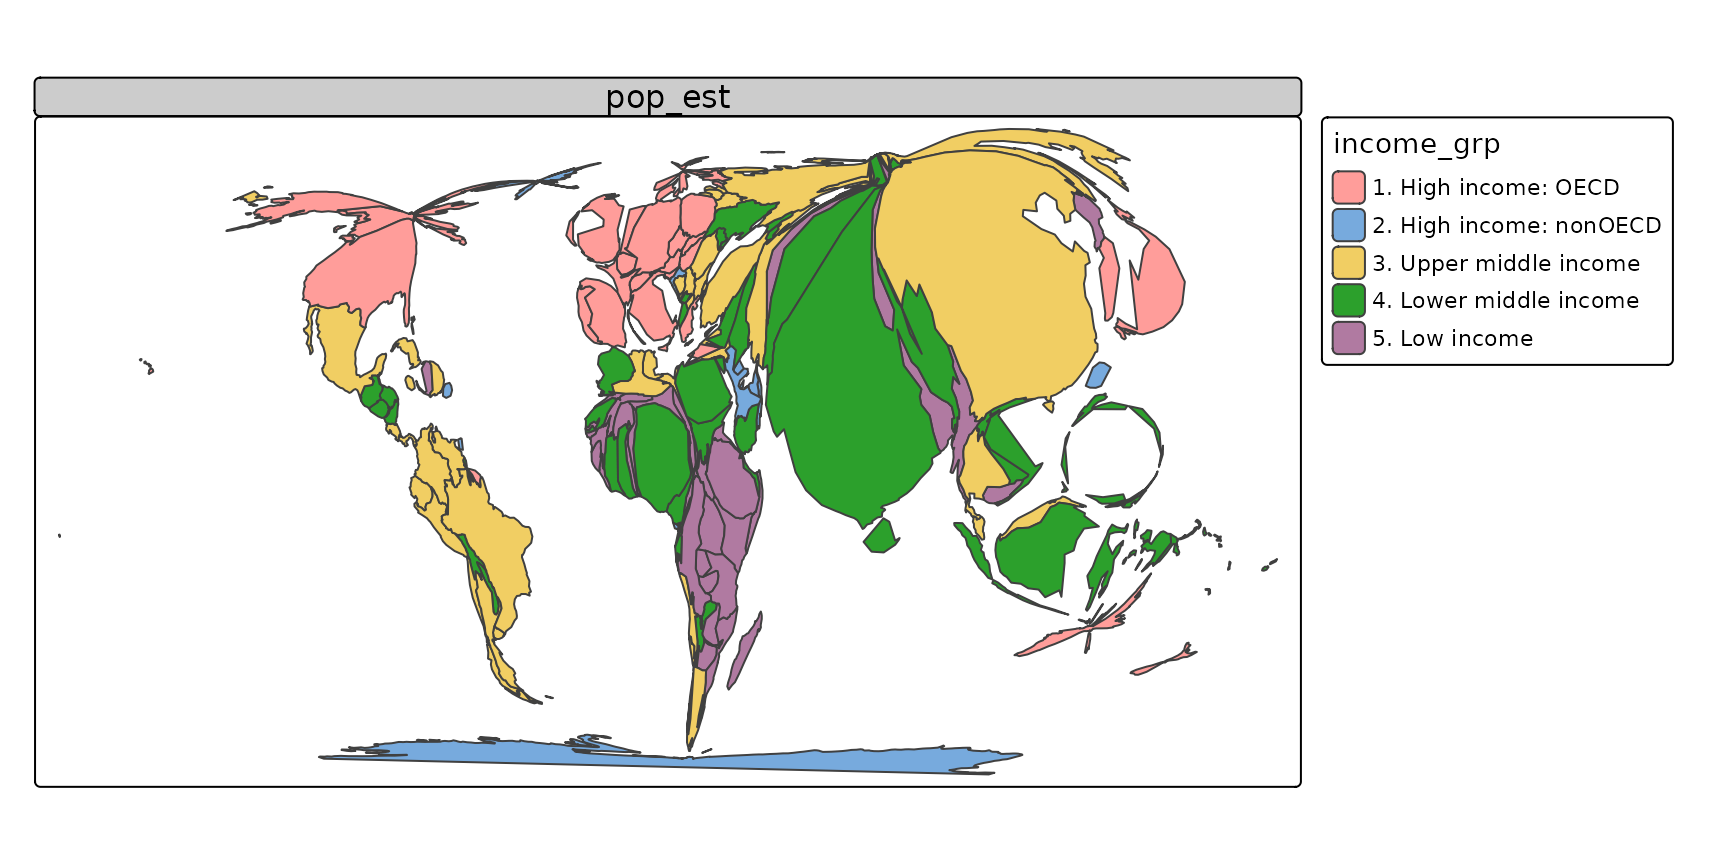 pop_est
income_grp
1. High income: OECD
2. High income: nonOECD
3. Upper middle income
4. Lower middle income
5. Low income